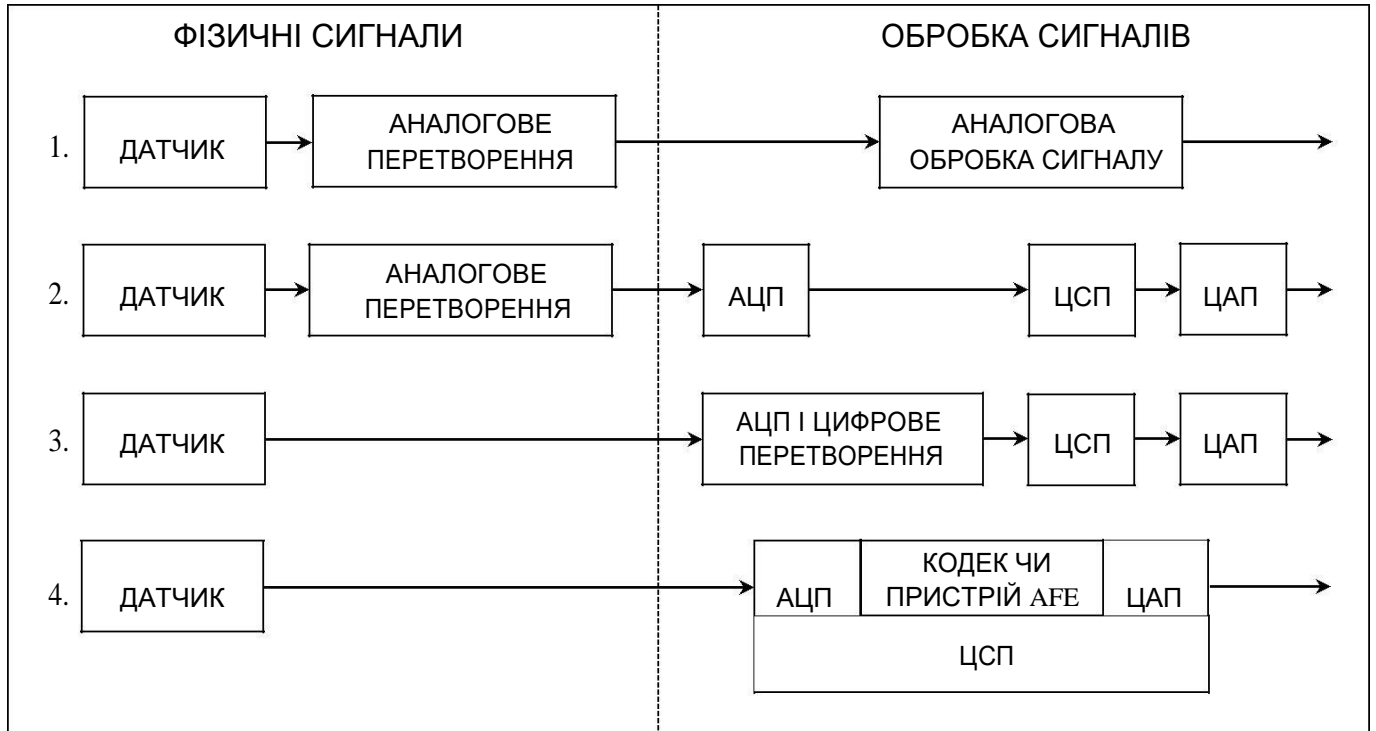 ФІЗИЧНІ СИГНАЛИ
ОБРОБКА СИГНАЛІВ
1.
ДАТЧИК
АНАЛОГОВЕ
ПЕРЕТВОРЕННЯ
АНАЛОГОВА
ОБРОБКА СИГНАЛУ
2.
ДАТЧИК
АНАЛОГОВЕ
ПЕРЕТВОРЕННЯ
АЦП
ЦСП
ЦАП
3.
ДАТЧИК
АЦП І ЦИФРОВЕ
ПЕРЕТВОРЕННЯ
ЦСП
ЦАП
4.
ДАТЧИК
АЦП
КОДЕК ЧИ
ПРИСТРІЙ AFE
ЦАП
ЦСП